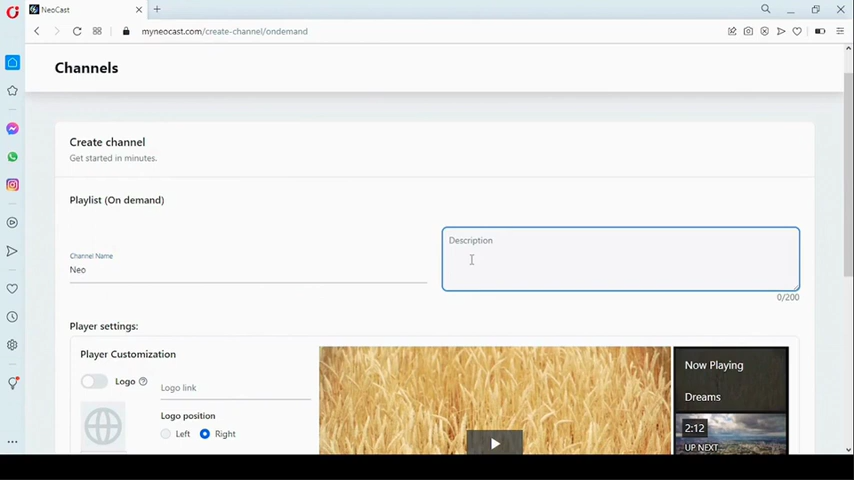 NeoCast
myneocast.com/create-channel/ondemand
Channels
Create channel
Get started in minutes.
Playlist (On demand)
Channel Name
Neo
Description
0/200
Player settings:
Player Customization
Logo
Logo link
Logo position
Left
Right
Now Playing
Dreams
2:12
UP NEXT